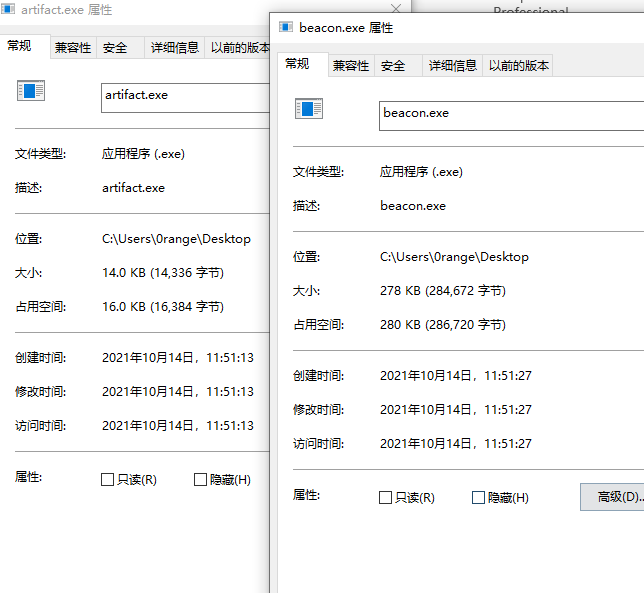 artifact.exe 属性
常规 兼容性 安全 详细信息 以前的版本
artifact.exe
文件类型: 应用程序 (.exe)
描述: artifact.exe
位置: C:\Users\0range\Desktop
大小: 14.0 KB (14,336 字节)
占用空间: 16.0 KB (16,384 字节)
创建时间: 2021年10月14日，11:51:13
修改时间: 2021年10月14日，11:51:13
访问时间: 2021年10月14日，11:51:13
属性: 只读(R) 隐藏(H)
Professional
beacon.exe 属性
常规 兼容性 安全 详细信息 以前的版本
beacon.exe
文件类型: 应用程序 (.exe)
描述: beacon.exe
位置: C:\Users\0range\Desktop
大小: 278 KB (284,672 字节)
占用空间: 280 KB (286,720 字节)
创建时间: 2021年10月14日，11:51:27
修改时间: 2021年10月14日，11:51:27
访问时间: 2021年10月14日，11:51:27
属性: 只读(R) 隐藏(H) 高级(D)..